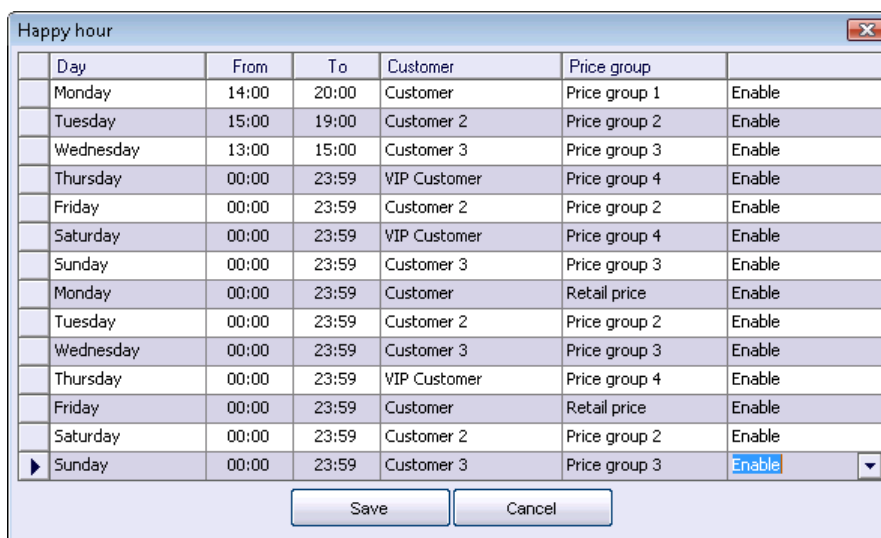 Happy hour
Day From To Customer Price group
Monday 14:00 20:00 Customer Price group 1 Enable
Tuesday 15:00 19:00 Customer 2 Price group 2 Enable
Wednesday 13:00 15:00 Customer 3 Price group 3 Enable
Thursday 00:00 23:59 VIP Customer Price group 4 Enable
Friday 00:00 23:59 Customer 2 Price group 2 Enable
Saturday 00:00 23:59 VIP Customer Price group 4 Enable
Sunday 00:00 23:59 Customer 3 Price group 3 Enable
Monday 00:00 23:59 Customer Retail price Enable
Tuesday 00:00 23:59 Customer 2 Price group 2 Enable
Wednesday 00:00 23:59 Customer 3 Price group 3 Enable
Thursday 00:00 23:59 VIP Customer Price group 4 Enable
Friday 00:00 23:59 Customer Retail price Enable
Saturday 00:00 23:59 Customer 2 Price group 2 Enable
Sunday 00:00 23:59 Customer 3 Price group 3 Enable
Save Cancel